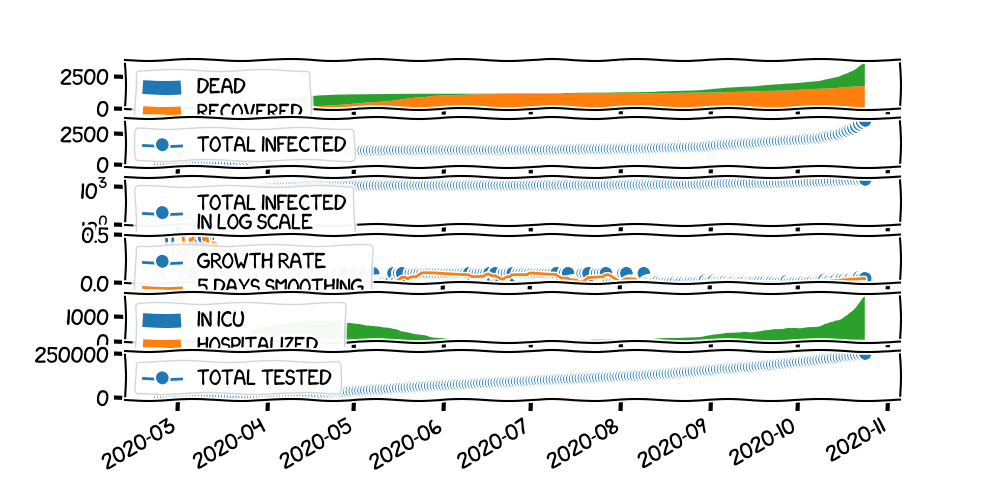 2500
DEAD
0
RECOVERED
2500
TOTAL INFECTED
0
10³
TOTAL INFECTED
IN LOG SCALE
0.5
GROWTH RATE
0.0
5 DAYS SMOOTHING
1000
IN ICU
0
HOSPITALIZED
250000
TOTAL TESTED
0
2020-03 2020-04 2020-05 2020-06 2020-07 2020-08 2020-09 2020-10 2020-11